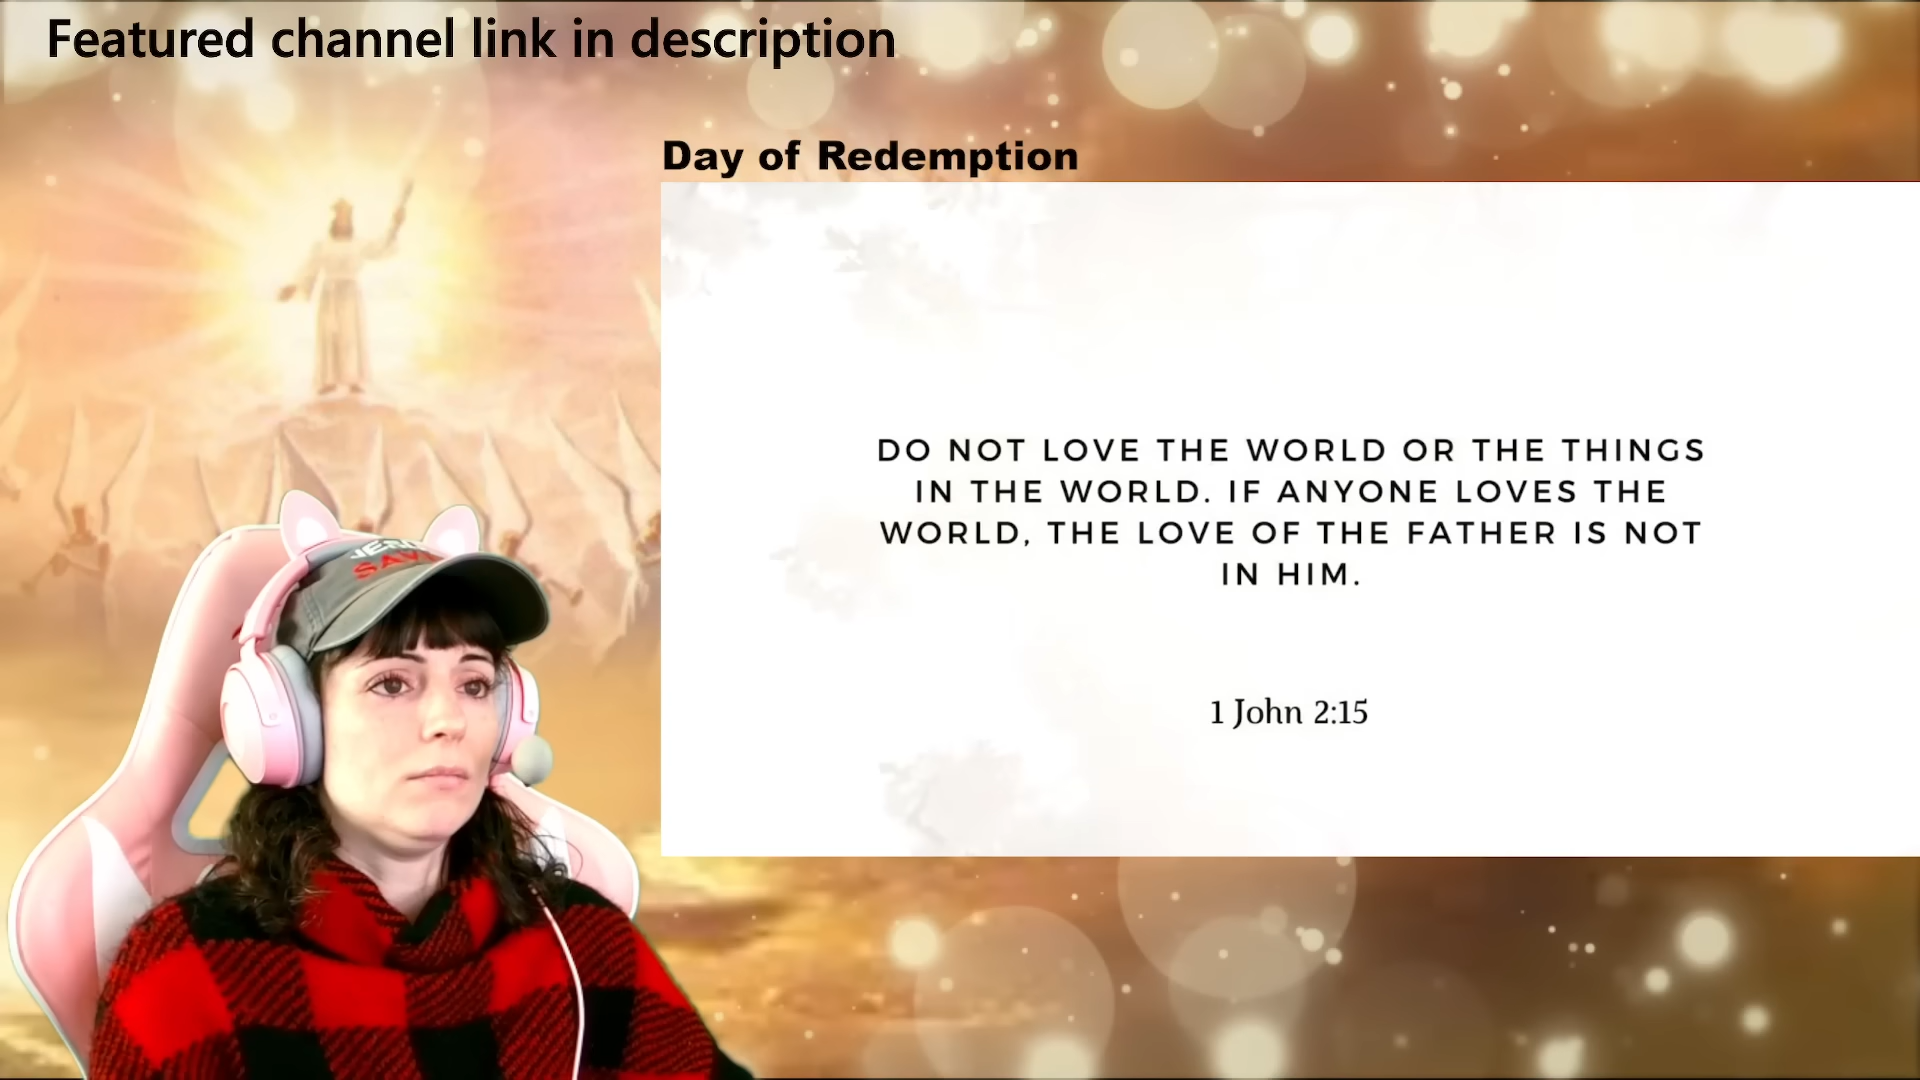 Featured channel link in description
Day of Redemption
DO NOT LOVE THE WORLD OR THE THINGS
IN THE WORLD. IF ANYONE LOVES THE
WORLD, THE LOVE OF THE FATHER IS NOT
IN HIM.
1 John 2:15